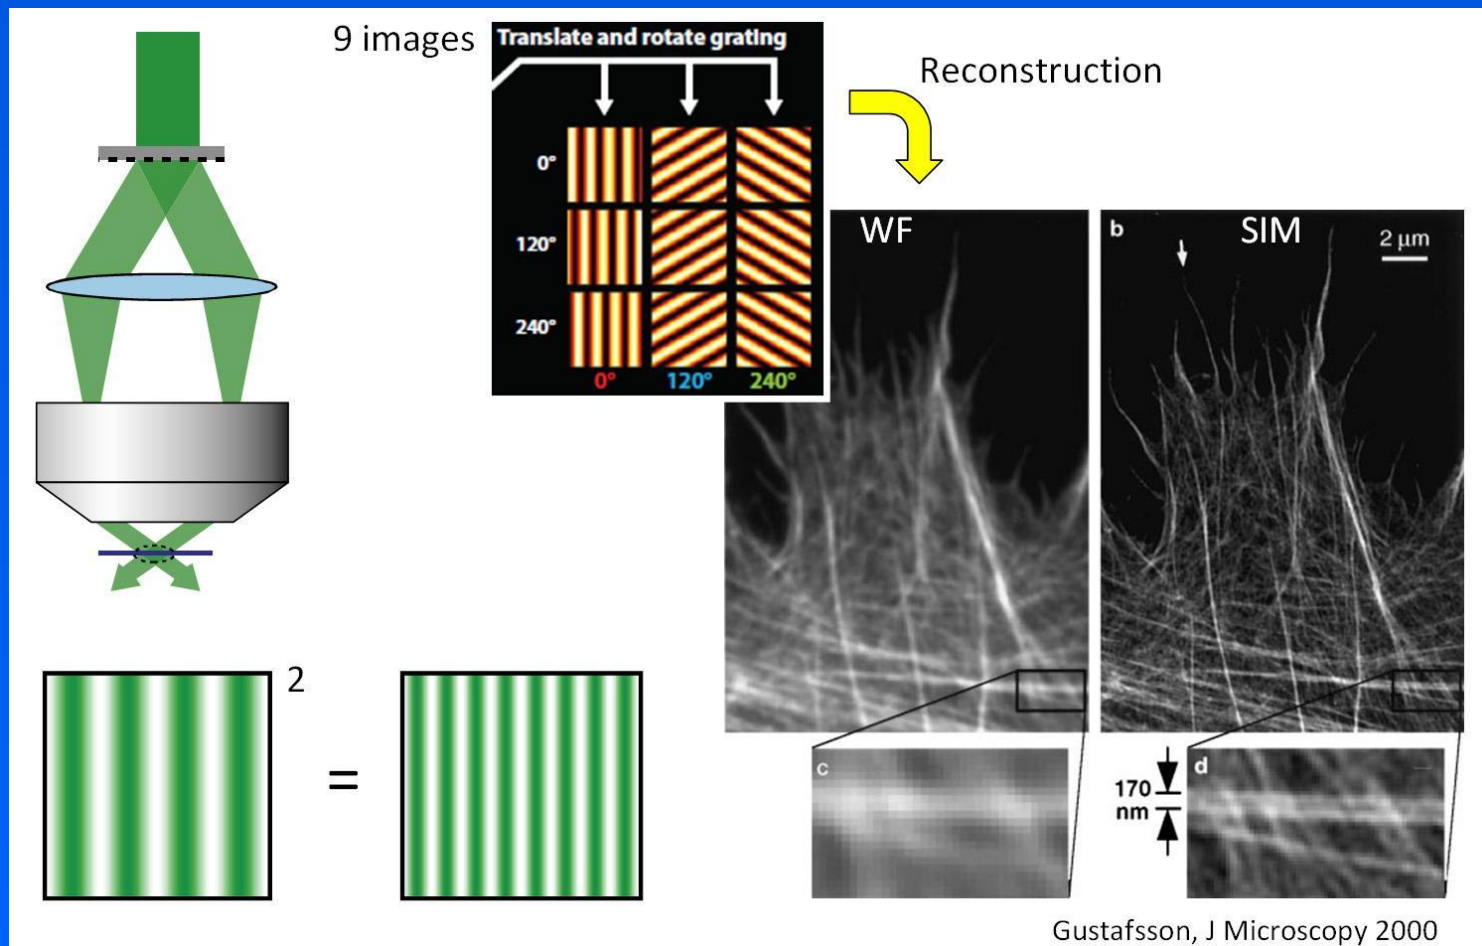 9 images
Translate and rotate grating
Reconstruction
0°
120°
240°
0° 120° 240°
WF
b
SIM
2 µm
2
=
c
d
170
nm
Gustafsson, J Microscopy 2000